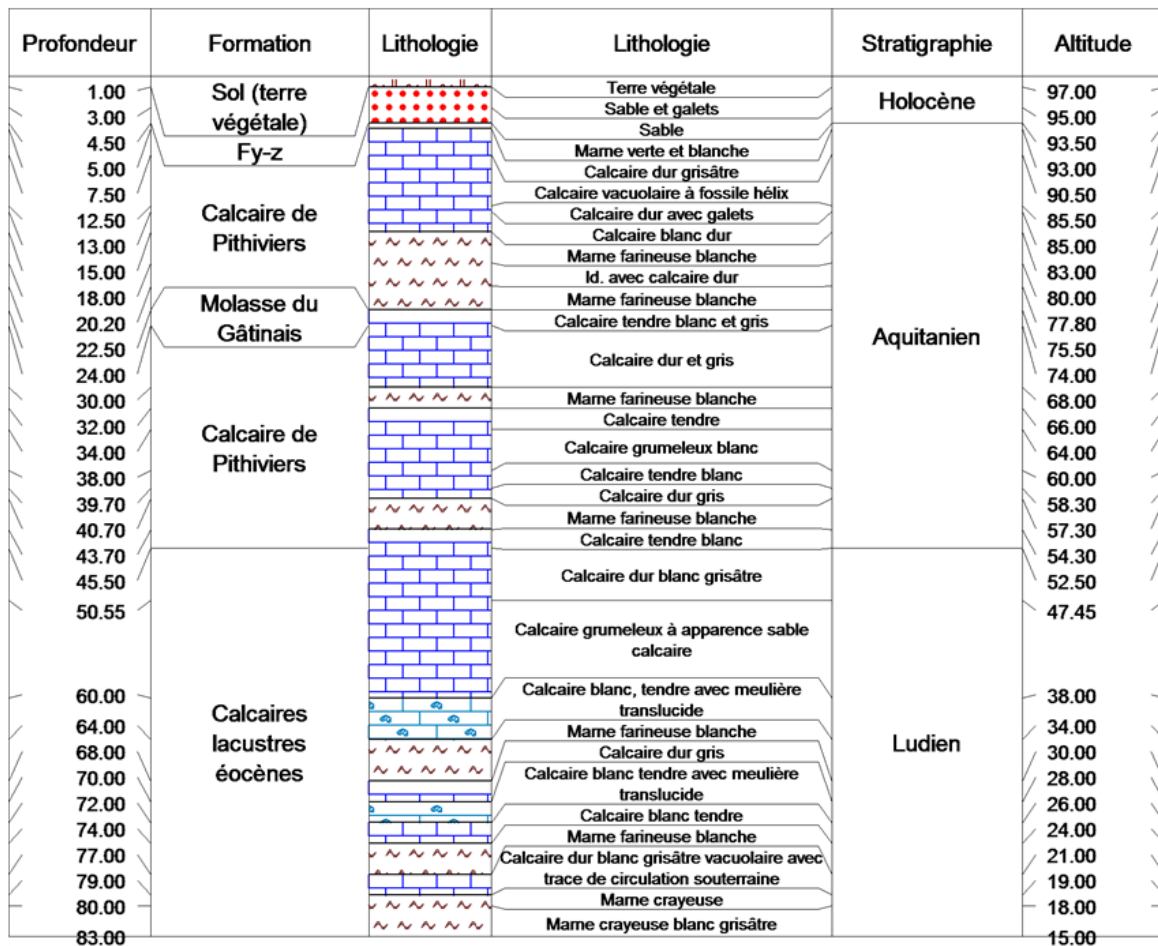 Profondeur Formation Lithologie Lithologie Stratigraphie Altitude
1.00
3.00
4.50
5.00
7.50
12.50
13.00
15.00
18.00
20.20
22.50
24.00
30.00
32.00
34.00
38.00
39.70
40.70
43.70
45.50
50.55
60.00
64.00
68.00
70.00
72.00
74.00
77.00
79.00
80.00
83.00
Sol (terre
végétale)
Fy-z
Calcaire de
Pithiviers
Molasse du
Gâtinais
Calcaire de
Pithiviers
Calcaires
lacustres
éocènes
Terre végétale
Sable et galets
Sable
Marne verte et blanche
Calcaire dur grisâtre
Calcaire vacuolaire à fossile hélix
Calcaire dur avec galets
Calcaire blanc dur
Marne farineuse blanche
Id. avec calcaire dur
Marne farineuse blanche
Calcaire tendre blanc et gris
Calcaire dur et gris
Marne farineuse blanche
Calcaire tendre
Calcaire grumeleux blanc
Calcaire tendre blanc
Calcaire dur gris
Marne farineuse blanche
Calcaire tendre blanc
Calcaire dur blanc grisâtre
Calcaire grumeleux à apparence sable
calcaire
Calcaire blanc, tendre avec meulière
translucide
Marne farineuse blanche
Calcaire dur gris
Calcaire blanc tendre avec meulière
translucide
Calcaire blanc tendre
Marne farineuse blanche
Calcaire dur blanc grisâtre vacuolaire avec
trace de circulation souterraine
Marne crayeuse
Marne crayeuse blanc grisâtre
Holocène
Aquitanien
Ludien
97.00
95.00
93.50
93.00
90.50
85.50
85.00
83.00
80.00
77.80
75.50
74.00
68.00
66.00
64.00
60.00
58.30
57.30
54.30
52.50
47.45
38.00
34.00
30.00
28.00
26.00
24.00
21.00
19.00
18.00
15.00